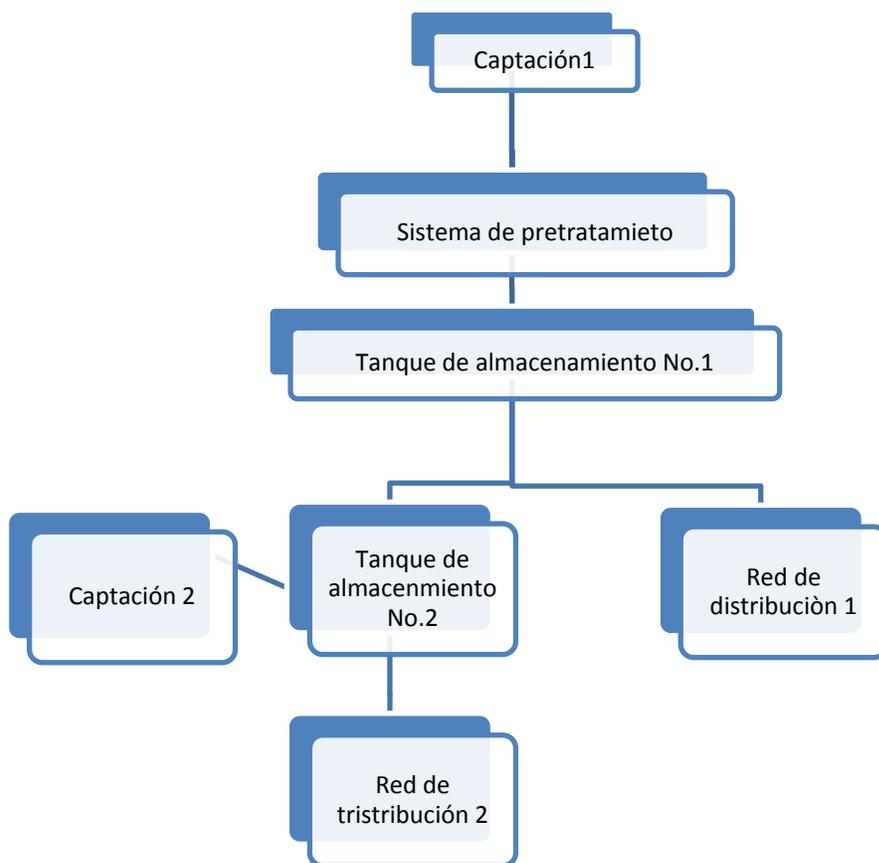 Captación1
Sistema de pretratamieto
Tanque de almacenamiento No.1
Captación 2
Tanque de
almacenmiento
No.2
Red de
distribuciòn 1
Red de
tristribución 2